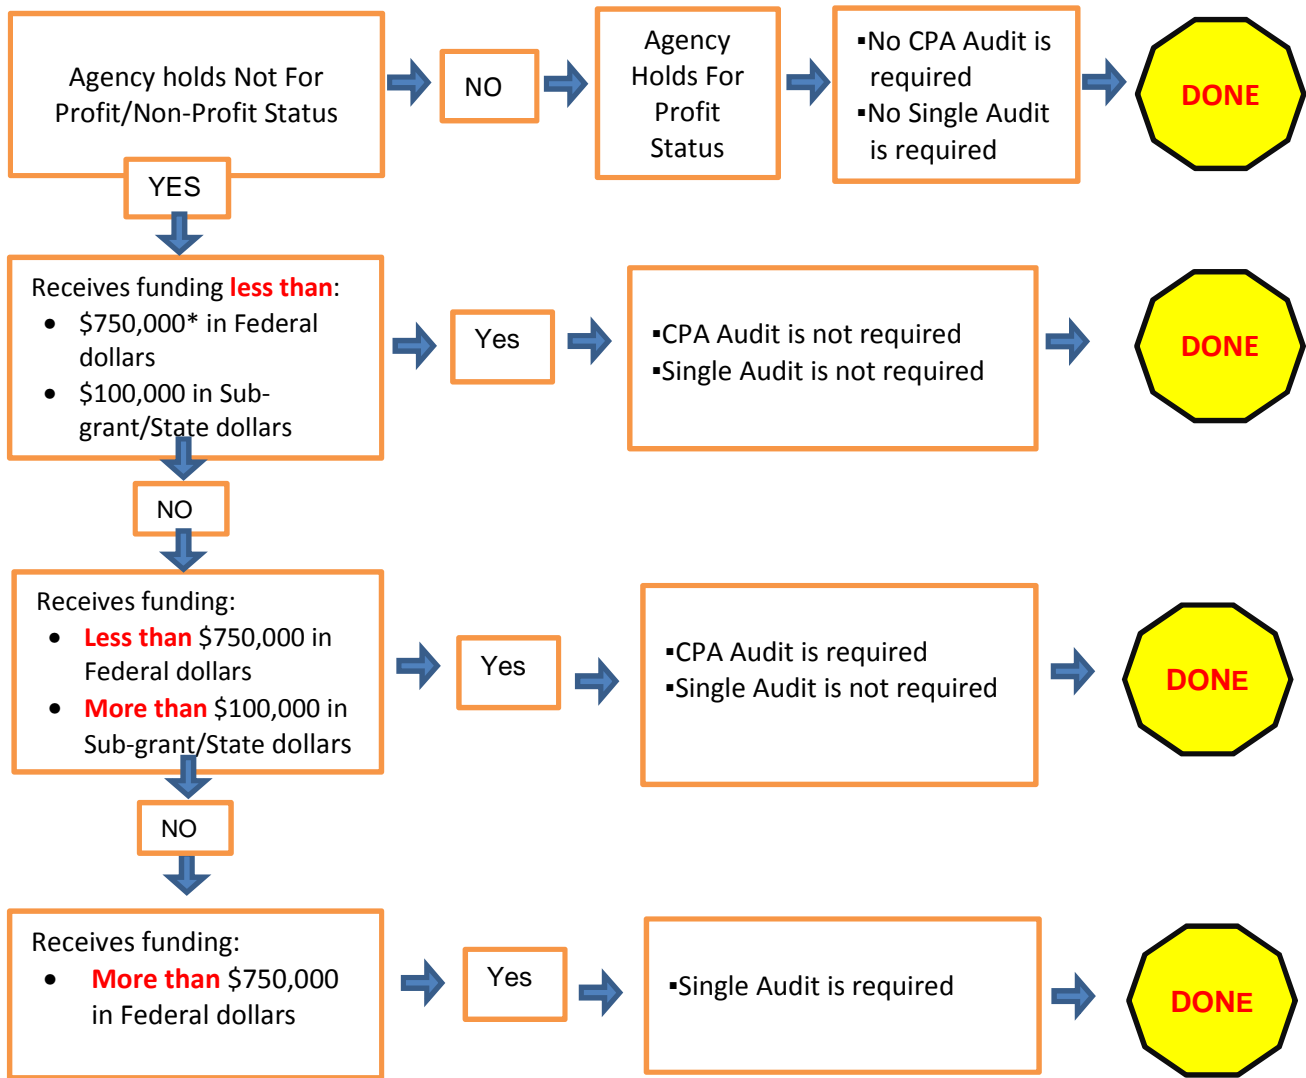 Agency holds Not For
Profit/Non-Profit Status
NO
Agency
Holds For
Profit
Status
▪No CPA Audit is
required
▪No Single Audit
is required
DONE
YES
Receives funding less than:
• $750,000* in Federal
dollars
• $100,000 in Sub-
grant/State dollars
Yes
▪CPA Audit is not required
▪Single Audit is not required
DONE
NO
Receives funding:
• Less than $750,000 in
Federal dollars
• More than $100,000 in
Sub-grant/State dollars
Yes
▪CPA Audit is required
▪Single Audit is not required
DONE
NO
Receives funding:
• More than $750,000
in Federal dollars
Yes
▪Single Audit is required
DONE